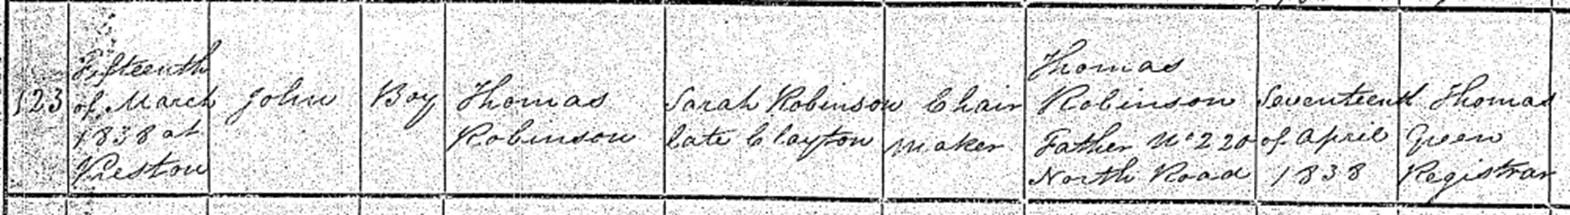 123
Fifteenth
of March
1838 at
Preston
John
Boy
Thomas
Robinson
Sarah Robinson
late Clayton
Chair
Maker
Thomas
Robinson
Father No 220
North Road
Seventeenth
of April
1838
Thomas
Green
Registrar